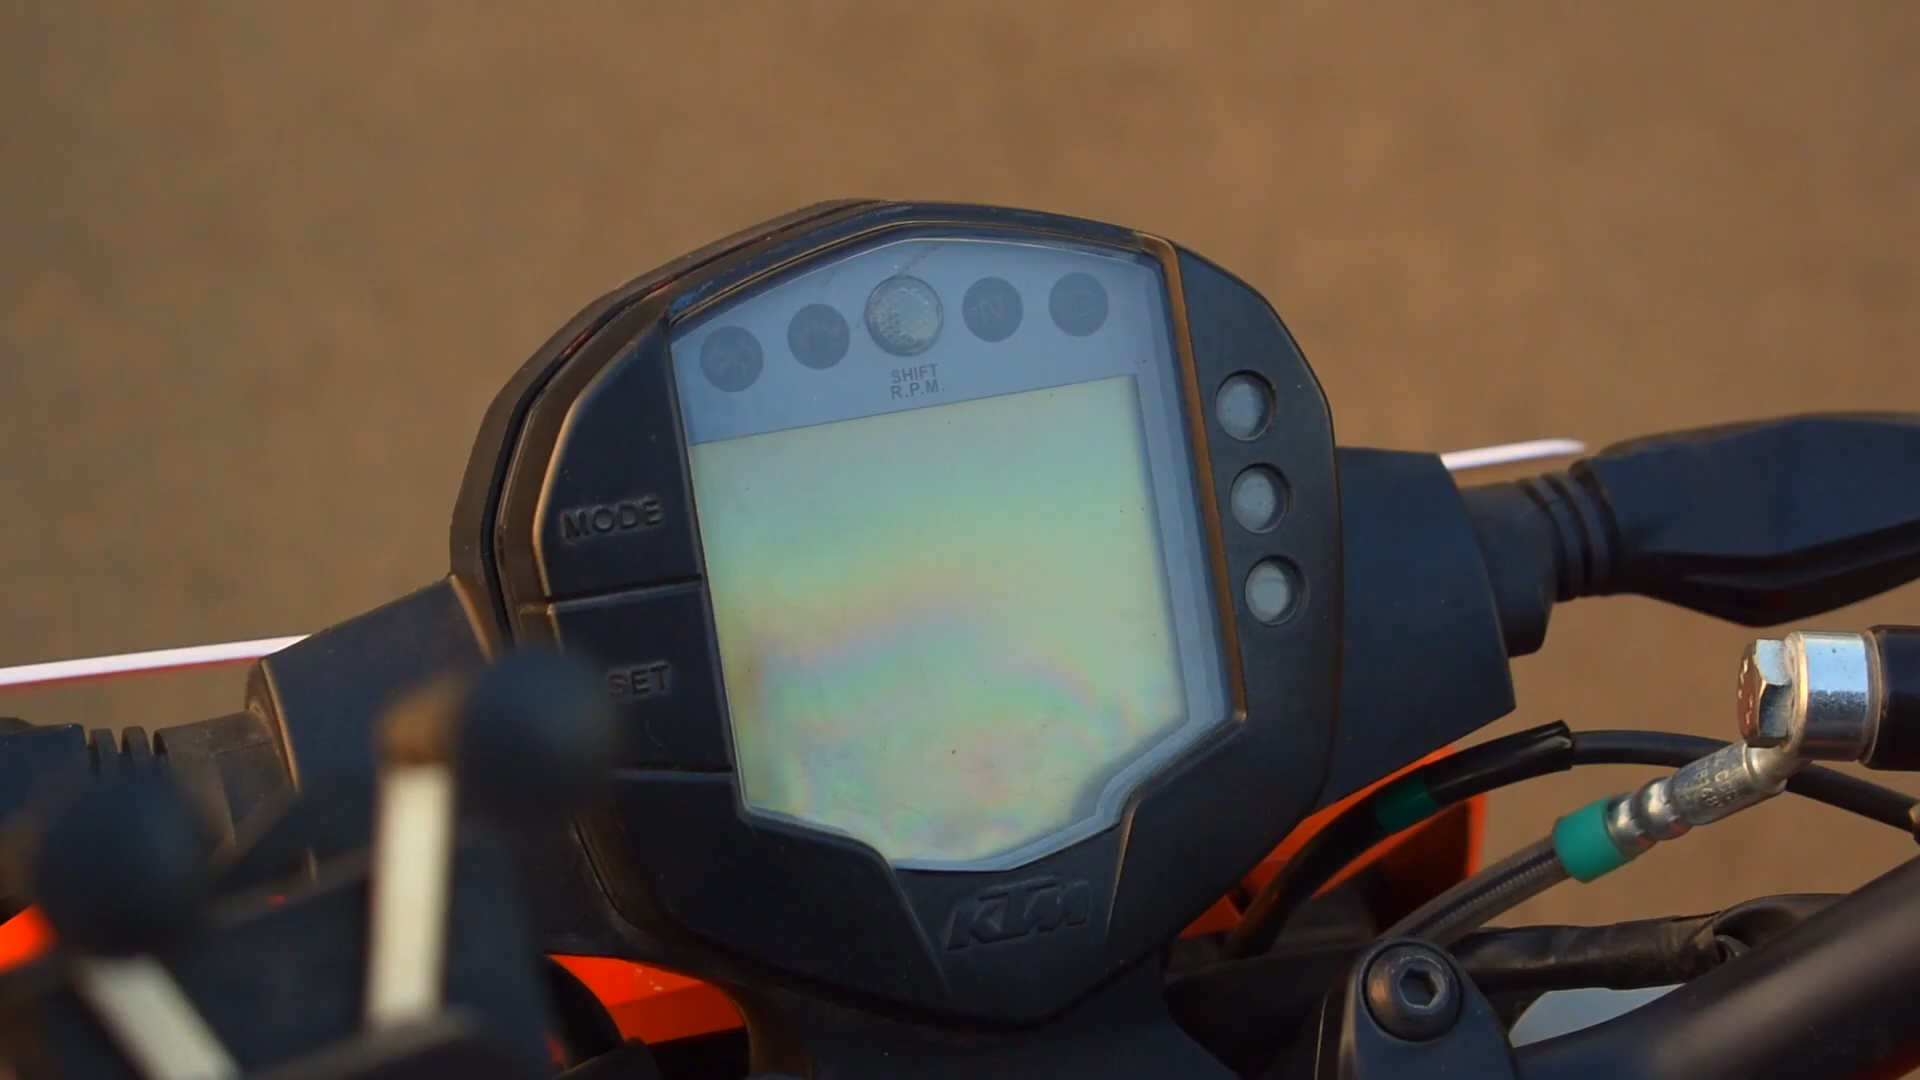 N
SHIFT
R.P.M.
MODE
SET
KTM